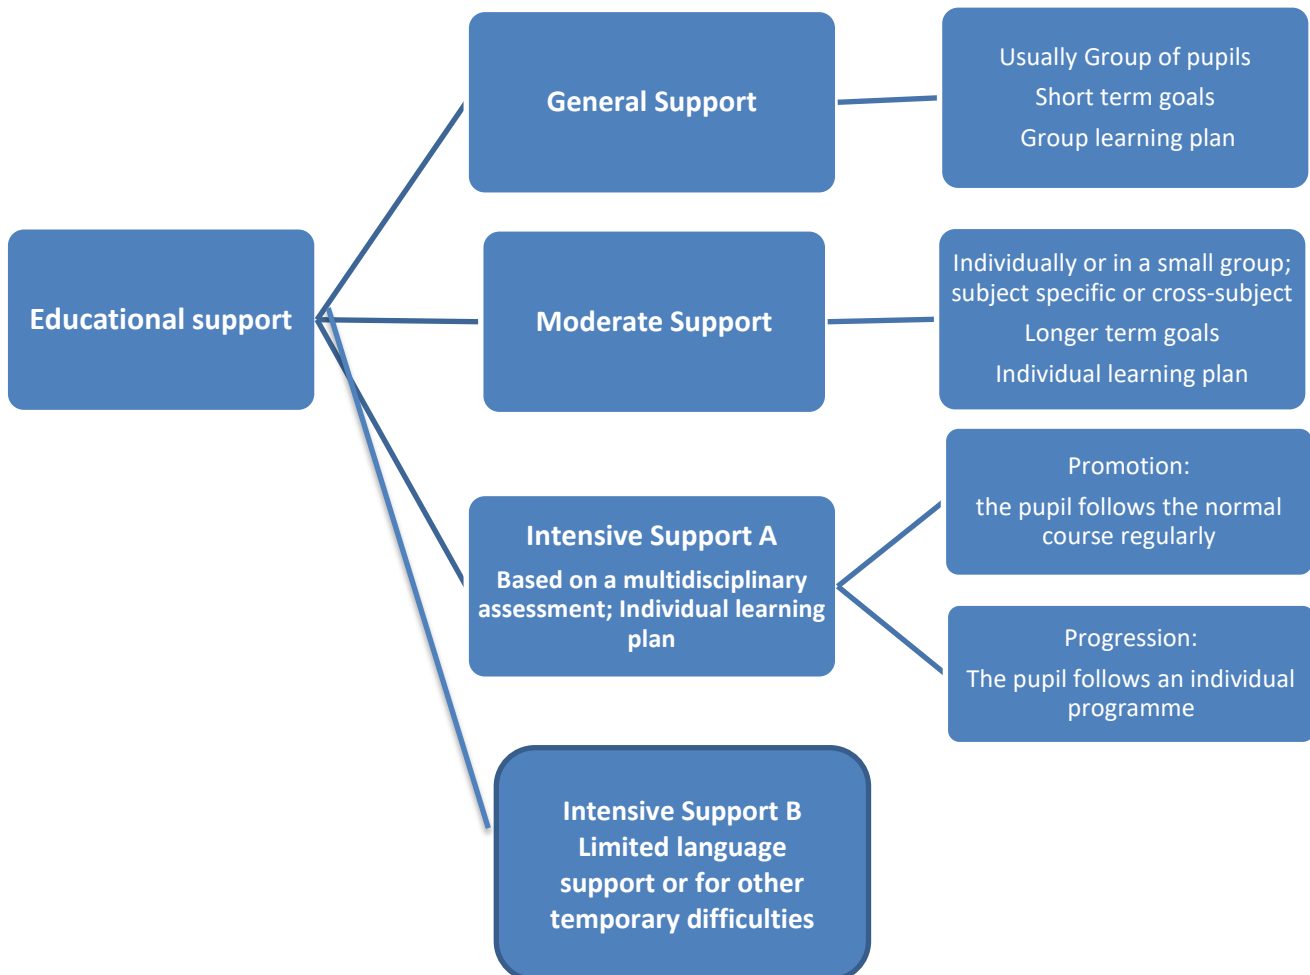 Educational support
General Support
Usually Group of pupils
Short term goals
Group learning plan
Moderate Support
Individually or in a small group;
subject specific or cross-subject
Longer term goals
Individual learning plan
Intensive Support A
Based on a multidisciplinary
assessment; Individual learning
plan
Promotion:
the pupil follows the normal
course regularly
Progression:
The pupil follows an individual
programme
Intensive Support B
Limited language
support or for other
temporary difficulties